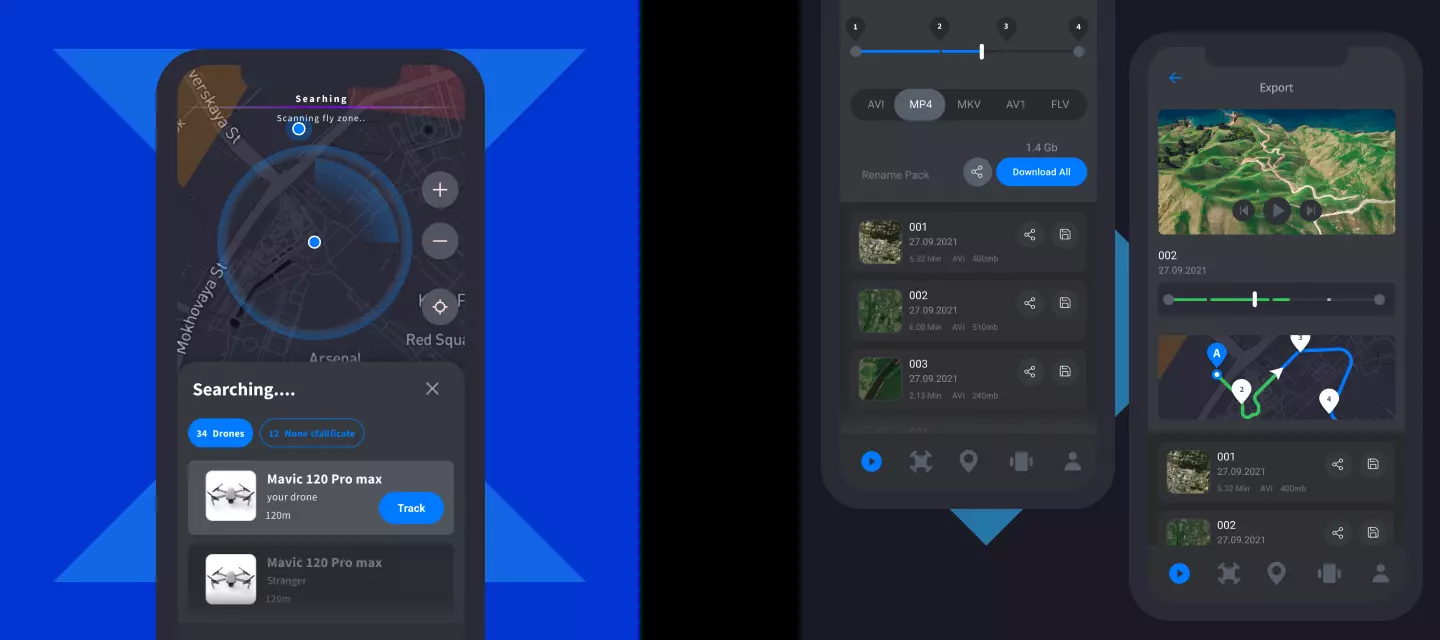 verskaya St
Searhing
Scanning fly zone..
Mokhovaya St
Red Squa
Arsenal
Searching....
34 Drones
12
Mavic 120 Pro max
your drone
120m
Track
Mavic 120 Pro max
Stranger
120m
1 2 3 4
AVI MP4 MKV AV1 FLV
1.4 Gb
Rename Pack
Download All
001
27.09.2021
5.32 Min AVI 400mb
002
27.09.2021
6.00 Min AVI 510mb
003
27.09.2021
2.15 Min AVI 240mb
Export
002
27.09.2021
A
2
3
4
001
27.09.2021
5.32 Min AVI 400mb
002
27.09.2021